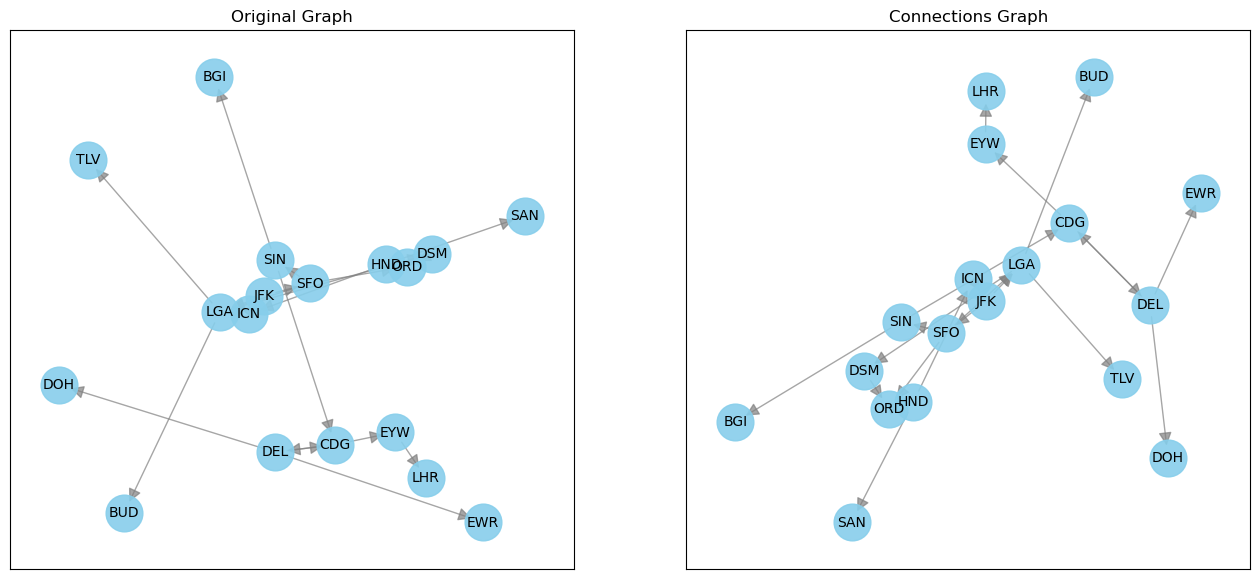 Original Graph
BGI
TLV
SAN
DSM
SIN
HND
ORD
SFO
JFK
LGA
ICN
DOH
EYW
CDG
DEL
LHR
BUD
EWR
Connections Graph
BUD
LHR
EYW
EWR
CDG
LGA
ICN
JFK
DEL
SIN
SFO
DSM
TLV
HND
ORD
BGI
DOH
SAN